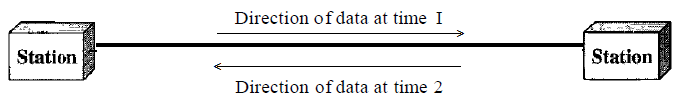 Direction of data at time 1
Station
Station
Direction of data at time 2